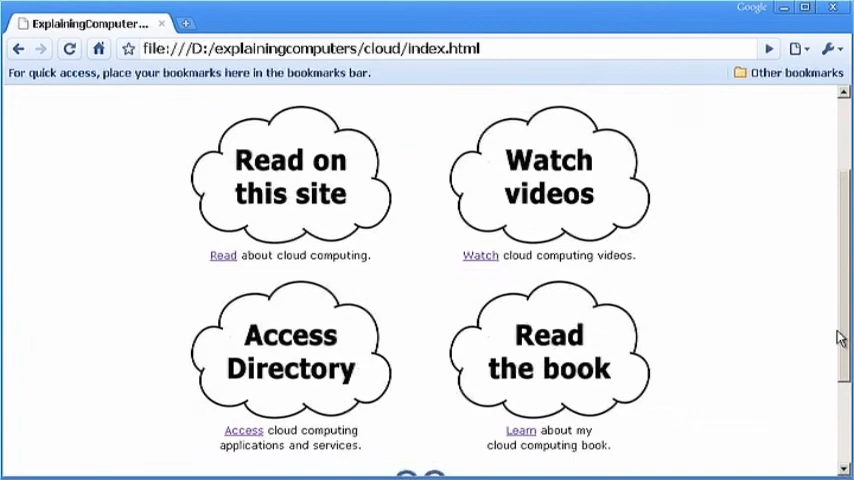 Google
ExplainingComputer...
file:///D:/explainingcomputers/cloud/index.html
For quick access, place your bookmarks here in the bookmarks bar.
Other bookmarks
Read on
this site
Watch
videos
Read about cloud computing.
Watch cloud computing videos.
Access
Directory
Read
the book
Access cloud computing
applications and services.
Learn about my
cloud computing book.